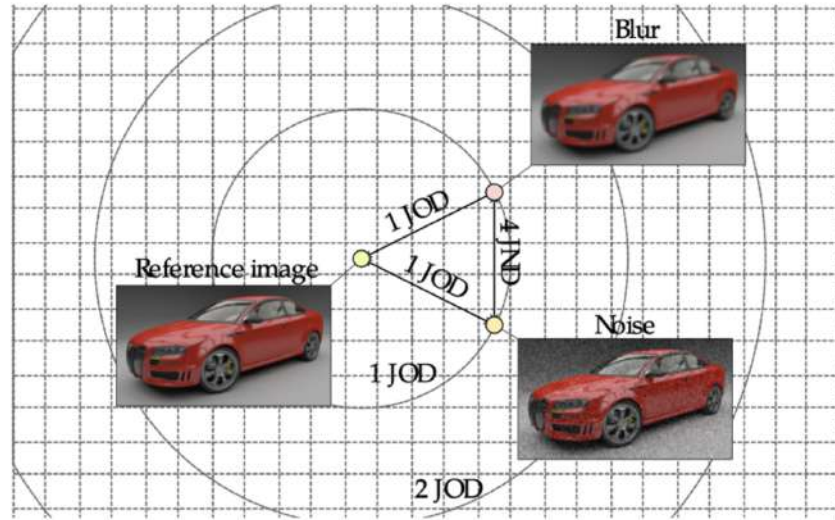 Blur
1 JOD
4 JND
Reference image
1 JOD
Noise
1 JOD
2 JOD